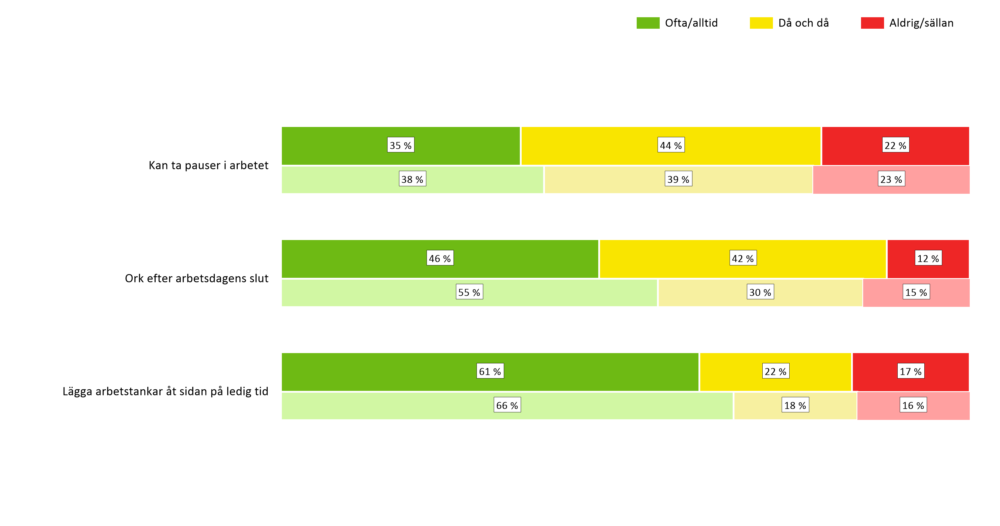 Ofta/alltid Då och då Aldrig/sällan
35 % 44 % 22 %
Kan ta pauser i arbetet
38 % 39 % 23 %
46 % 42 % 12 %
Ork efter arbetsdagens slut
55 % 30 % 15 %
61 % 22 % 17 %
Lägga arbetstankar åt sidan på ledig tid
66 % 18 % 16 %